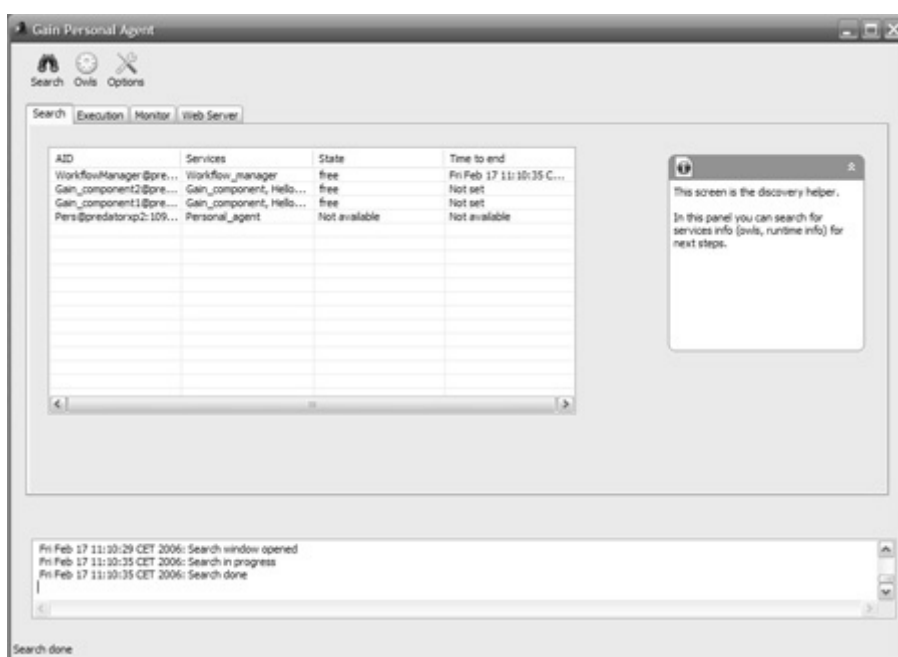 Gain Personal Agent
Search Owls Options
Search Execution Monitor Web Server
AID Services State Time to end
WorkflowManager@pre... Workflow_manager free Fri Feb 17 11:10:35 C...
Gain_component2@pre... Gain_component, Hello... free Not set
Gain_component1@pre... Gain_component, Hello... free Not set
Pers@predatorxp2:109... Personal_agent Not available Not available
This screen is the discovery helper.
In this panel you can search for
services info (owls, runtime info) for
next steps.
Fri Feb 17 11:10:29 CET 2006: Search window opened
Fri Feb 17 11:10:35 CET 2006: Search in progress
Fri Feb 17 11:10:35 CET 2006: Search done
Search done